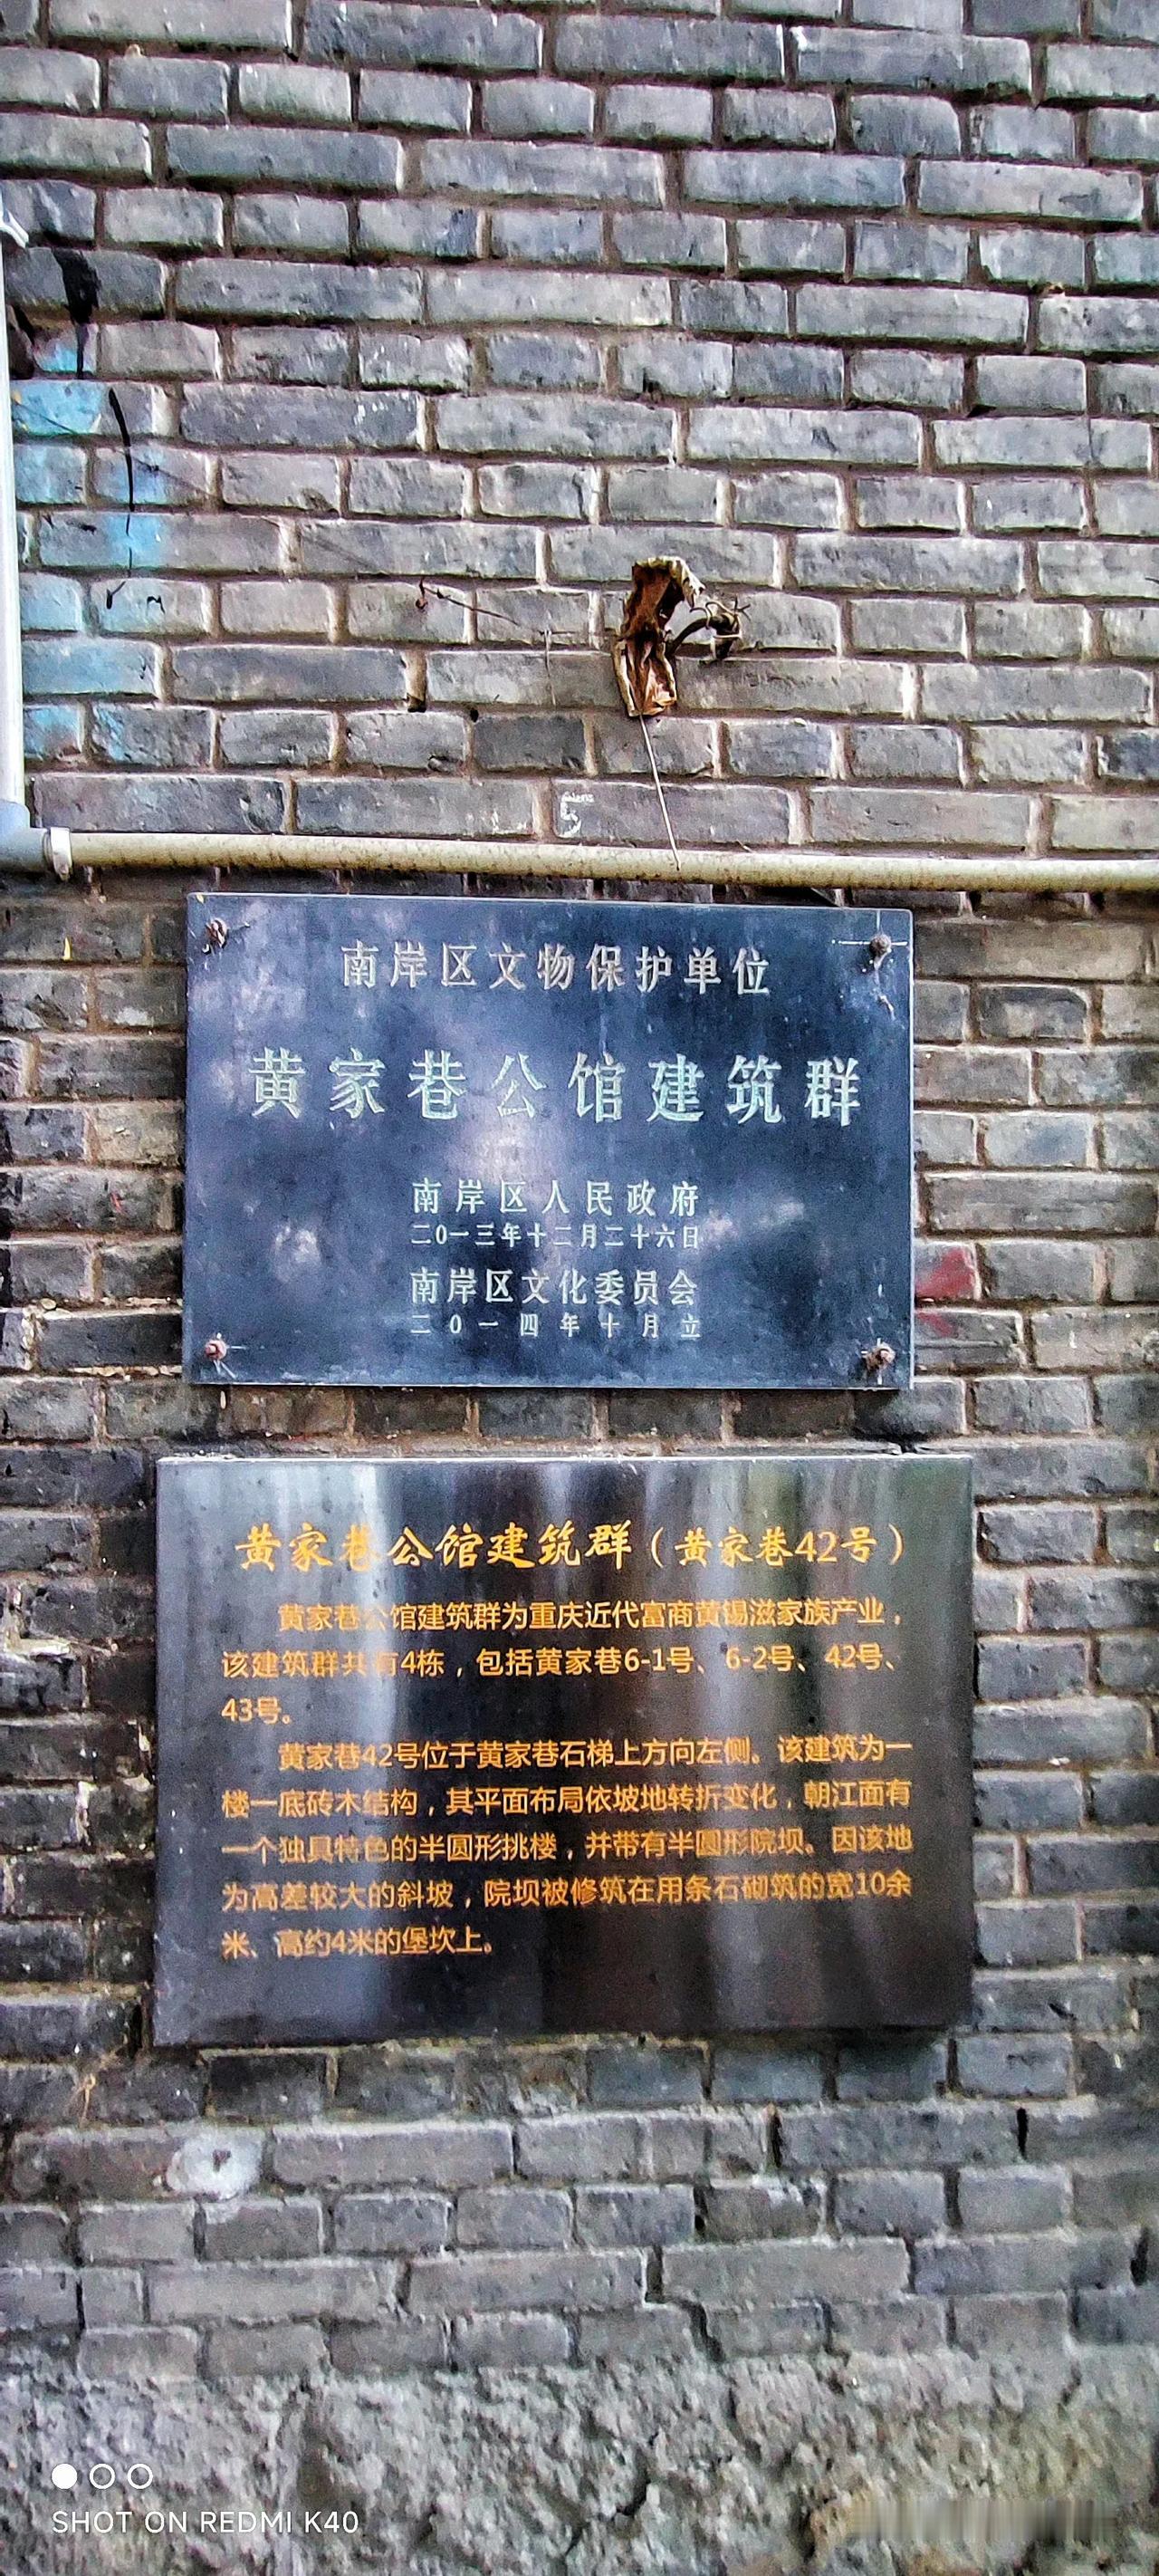 南岸区文物保护单位
黄家巷公馆建筑群
南岸区人民政府
二0一三年十二月二十六日
南岸区文化委员会
二0一四年十月立
黄家巷公馆建筑群（黄家巷42号）
黄家巷公馆建筑群为重庆近代富商黄锡滋家族产业，
该建筑群共有4栋，包括黄家巷6-1号、6-2号、42号、
43号。
黄家巷42号位于黄家巷石梯上方向左侧。该建筑为一
楼一底砖木结构，其平面布局依坡地转折变化，朝江面有
一个独具特色的半圆形挑楼，并带有半圆形院坝。因该地
为高差较大的斜坡，院坝被修筑在用条石砌筑的宽10余
米、高约4米的堡坎上。
SHOT ON REDMI K40